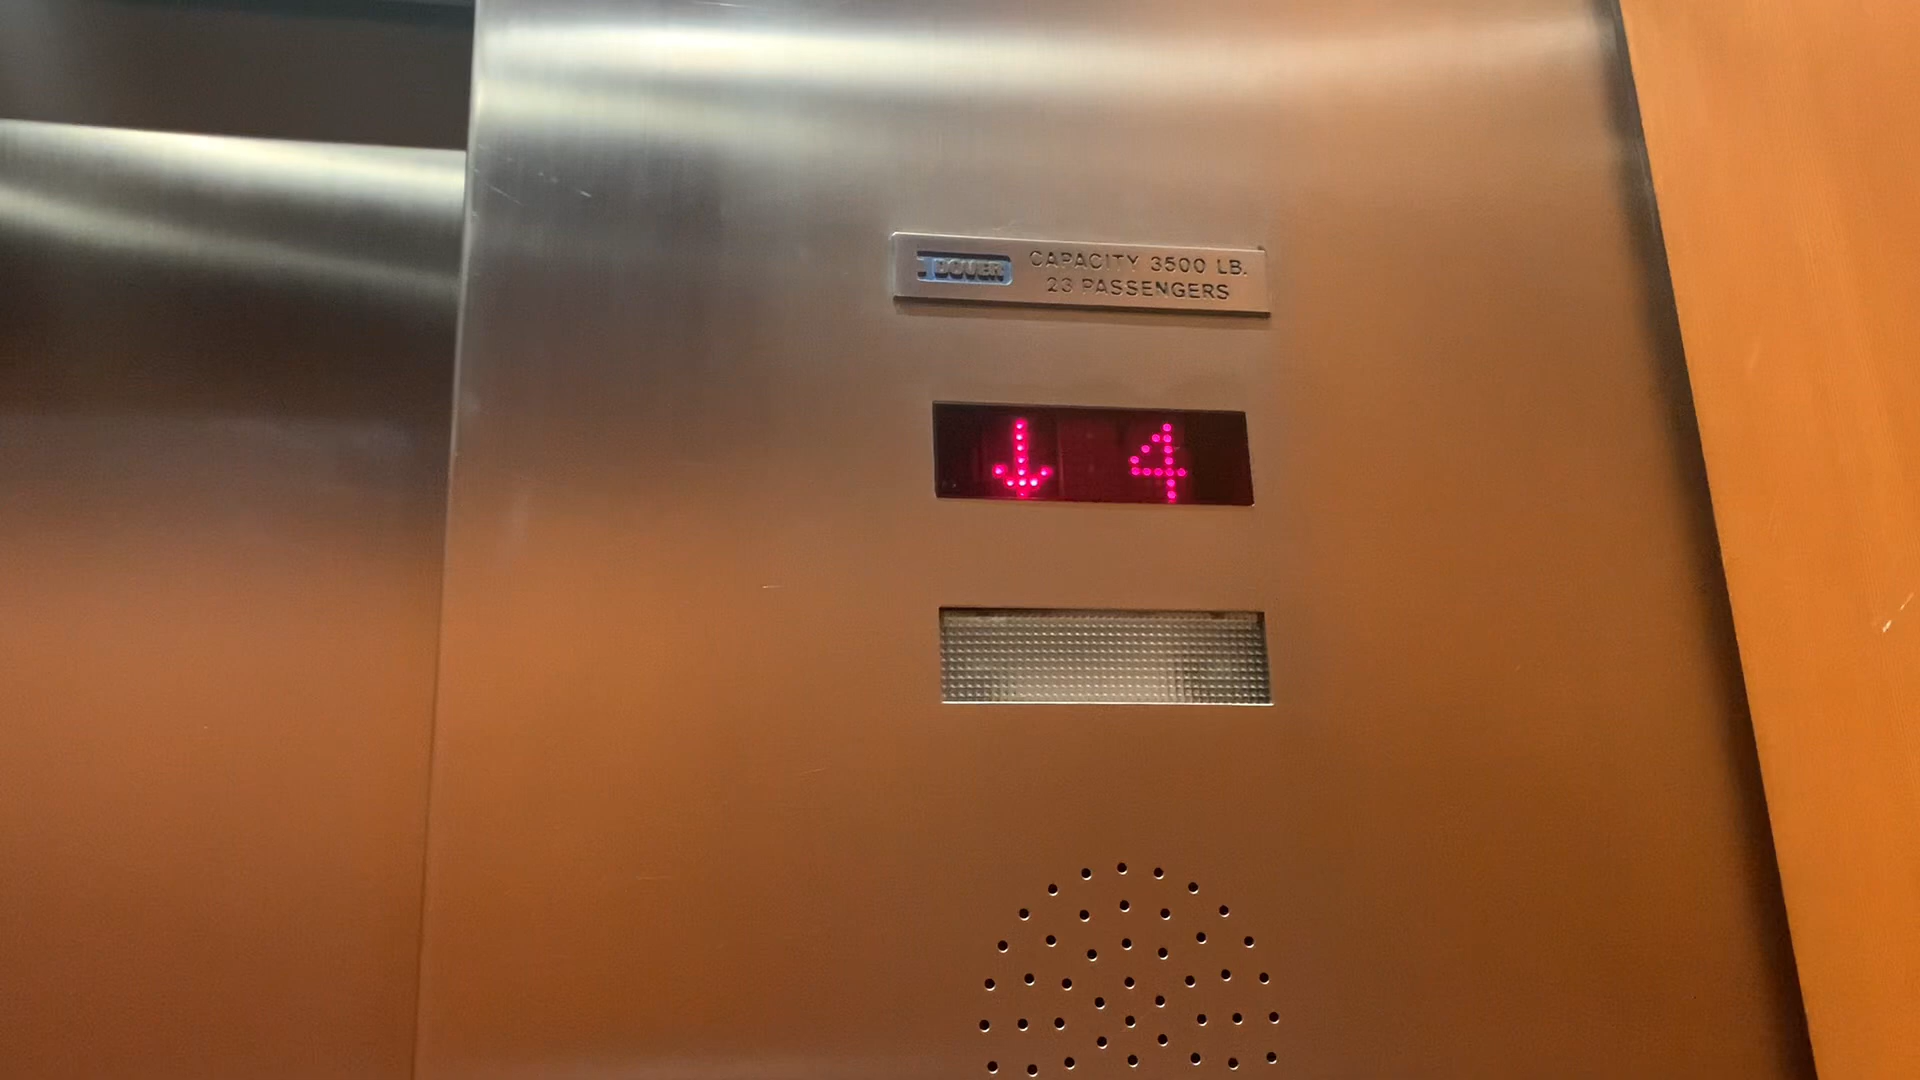 DOVER CAPACITY 3500 LB.
23 PASSENGERS
↓ 4